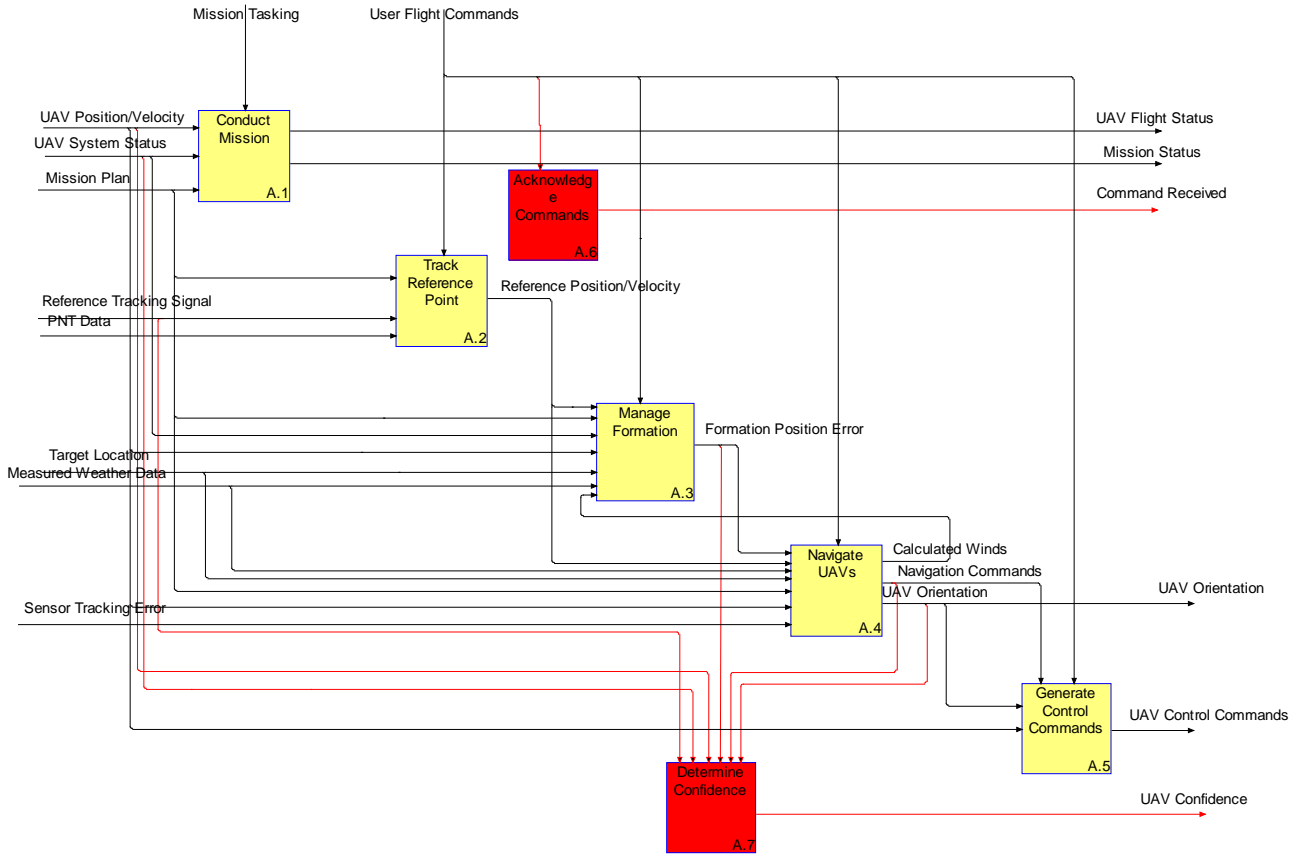 Mission Tasking
User Flight Commands
UAV Position/Velocity
UAV System Status
Mission Plan
Conduct
Mission
A.1
UAV Flight Status
Mission Status
Acknowledg
e
Commands
A.6
Command Received
Track
Reference
Point
A.2
Reference Tracking Signal
PNT Data
Reference Position/Velocity
Manage
Formation
A.3
Formation Position Error
Target Location
Measured Weather Data
Navigate
UAVs
A.4
Calculated Winds
Navigation Commands
UAV Orientation
UAV Orientation
Sensor Tracking Error
Generate
Control
Commands
A.5
UAV Control Commands
Determine
Confidence
A.7
UAV Confidence